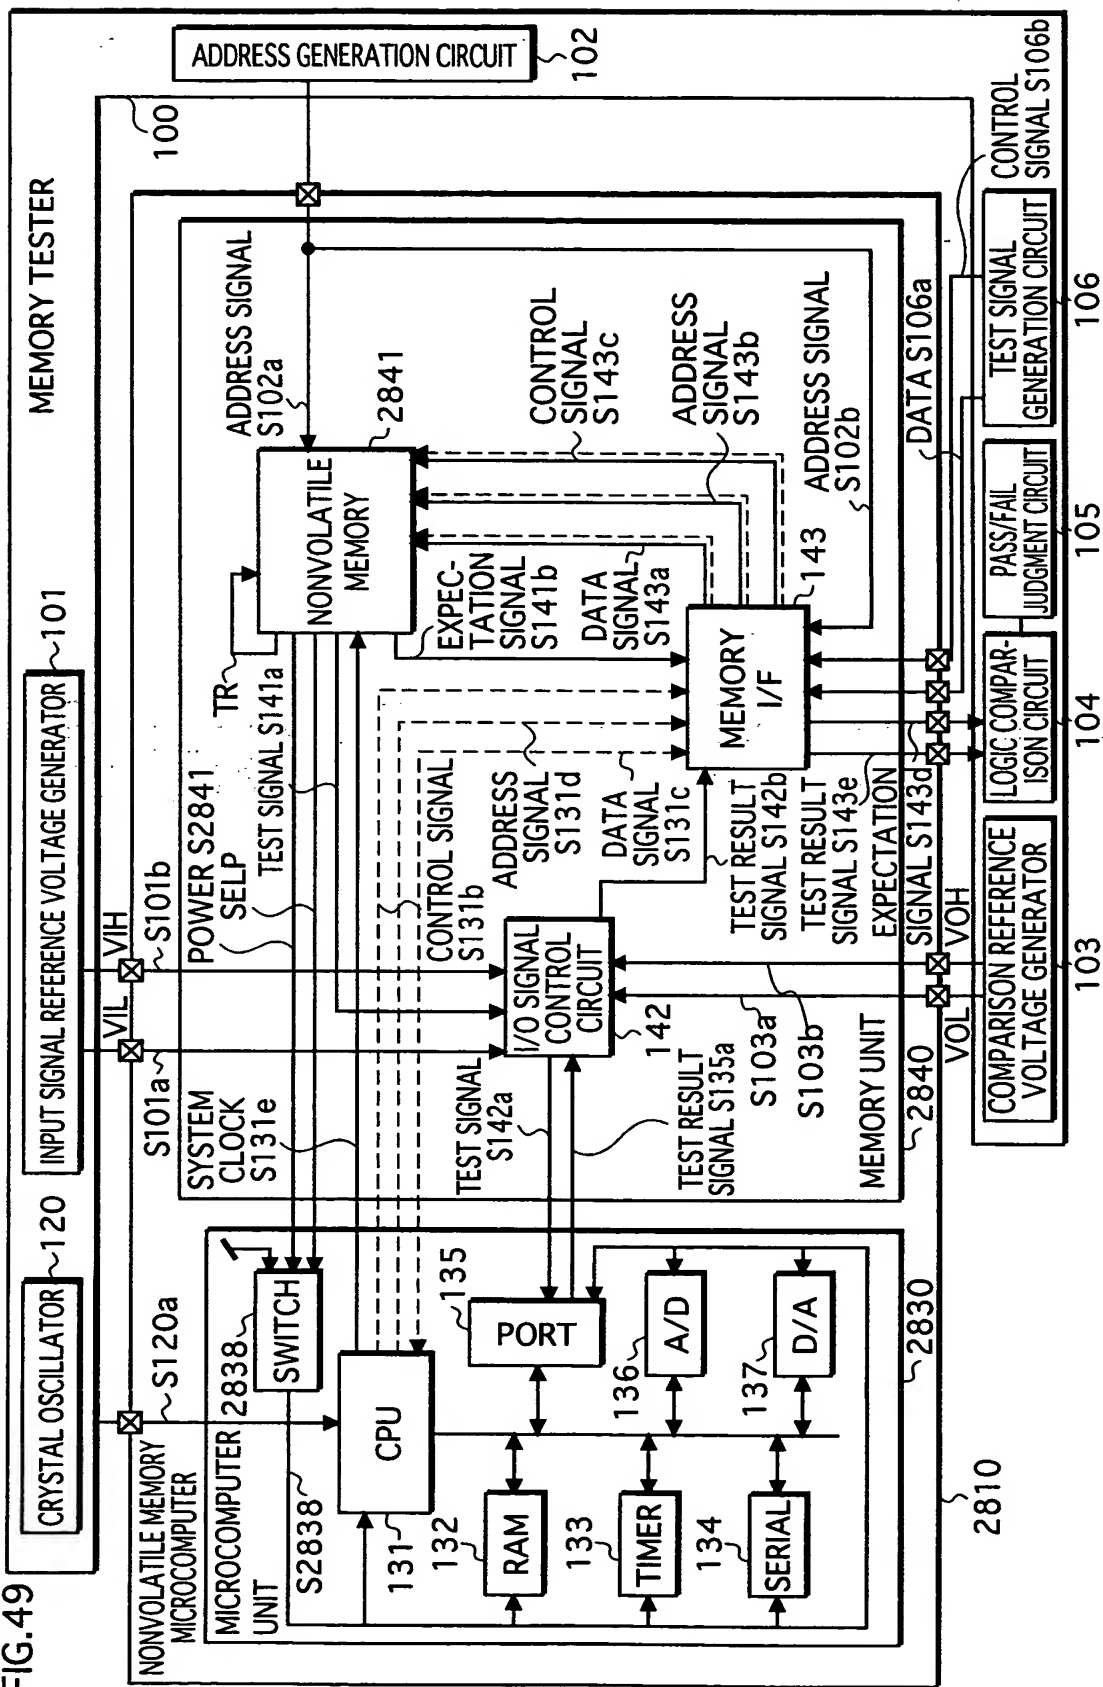 FIG.49
MEMORY TESTER
CRYSTAL OSCILLATOR
120
INPUT SIGNAL REFERENCE VOLTAGE GENERATOR
101
ADDRESS GENERATION CIRCUIT
102
100
NONVOLATILE MEMORY
MICROCOMPUTER
S120a
S101a
VIL
VIH
S101b
MICROCOMPUTER
UNIT
2838
SWITCH
S2838
SYSTEM
CLOCK
S131e
POWER S2841
SELP
TEST SIGNAL S141a
TR
NONVOLATILE
MEMORY
2841
ADDRESS SIGNAL
S102a
131
CPU
CONTROL SIGNAL
S131b
ADDRESS
SIGNAL
S131d
DATA
SIGNAL
S131c
EXPEC-
TATION
SIGNAL
S141b
DATA
SIGNAL
S143a
CONTROL
SIGNAL
S143c
ADDRESS
SIGNAL
S143b
ADDRESS SIGNAL
S102b
132
RAM
135
PORT
TEST SIGNAL
S142a
I/O SIGNAL
CONTROL
CIRCUIT
142
TEST RESULT
SIGNAL S135a
S103a
S103b
TEST RESULT
SIGNAL S142b
TEST RESULT
SIGNAL S143e
EXPECTATION
SIGNAL S143d
MEMORY
I/F
143
133
TIMER
136
A/D
134
SERIAL
137
D/A
2830
2810
MEMORY UNIT
2840
VOL
VOH
DATA S106a
CONTROL
SIGNAL S106b
COMPARISON REFERENCE
VOLTAGE GENERATOR
103
LOGIC COMPAR-
ISON CIRCUIT
104
PASS/FAIL
JUDGMENT CIRCUIT
105
TEST SIGNAL
GENERATION CIRCUIT
106